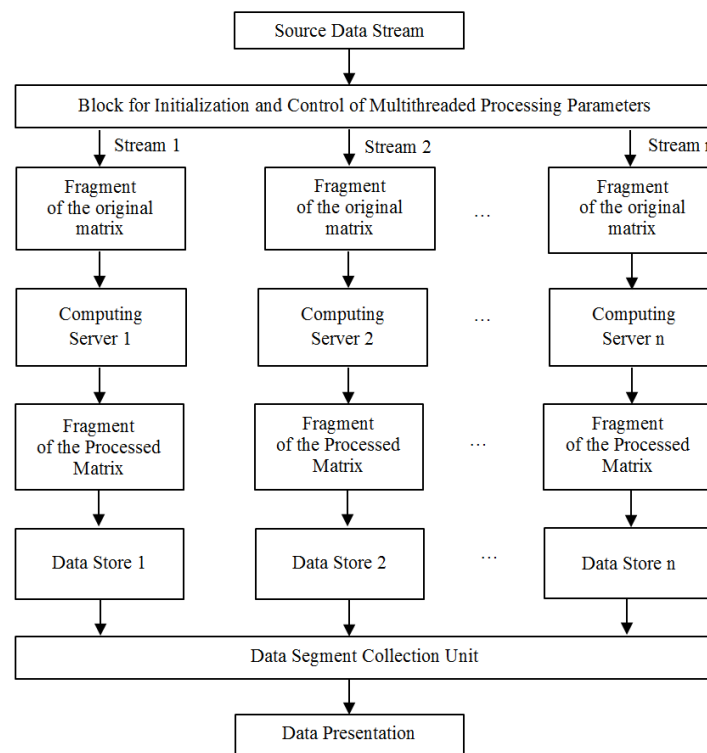 Source Data Stream
Block for Initialization and Control of Multithreaded Processing Parameters
Stream 1
Stream 2
Stream n
Fragment
of the original
matrix
Fragment
of the original
matrix
...
Fragment
of the original
matrix
Computing
Server 1
Computing
Server 2
...
Computing
Server n
Fragment
of the Processed
Matrix
Fragment
of the Processed
Matrix
...
Fragment
of the Processed
Matrix
Data Store 1
Data Store 2
...
Data Store n
Data Segment Collection Unit
Data Presentation